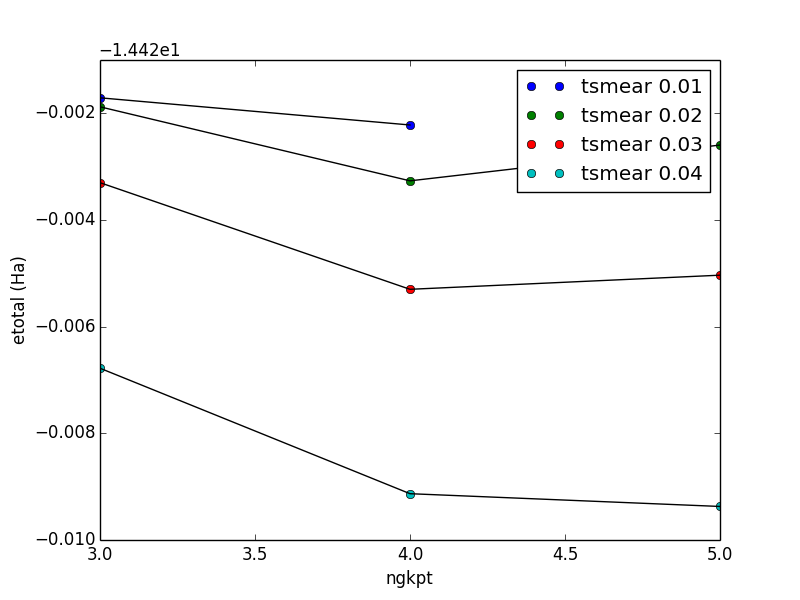 −1.442e1
−0.002
−0.004
−0.006
−0.008
−0.010
etotal (Ha)
3.0
3.5
4.0
4.5
5.0
ngkpt
tsmear 0.01
tsmear 0.02
tsmear 0.03
tsmear 0.04